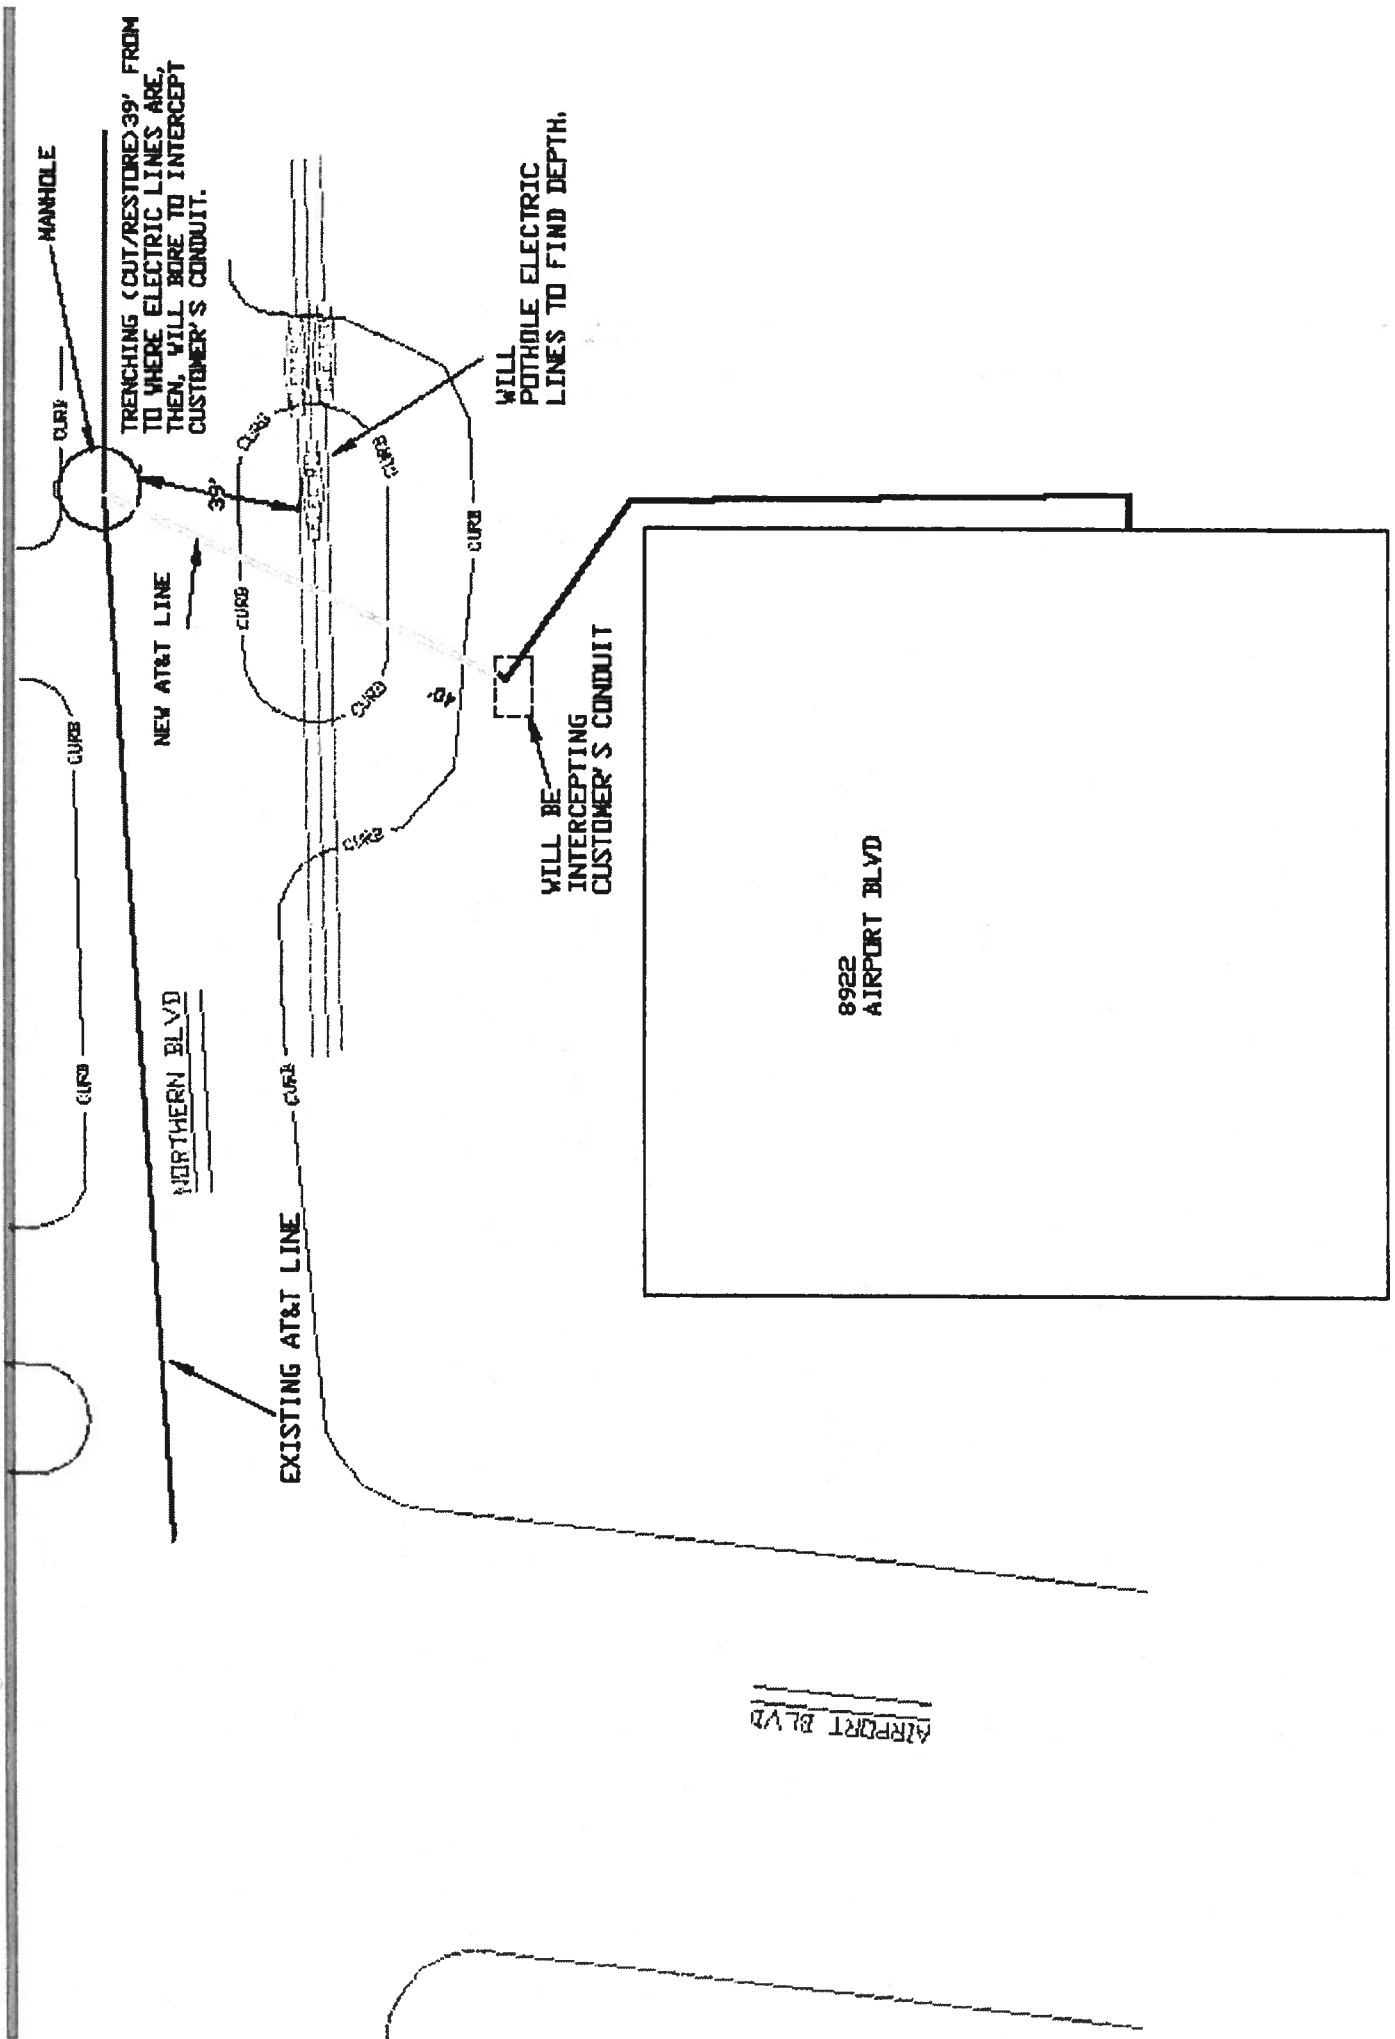 MANHOLE
TRENCHING (CUT/RESTORE)39' FROM
TO WHERE ELECTRIC LINES ARE,
THEN, WILL BORE TO INTERCEPT
CUSTOMER'S CONDUIT.
CURB
39'
NEW AT&T LINE
CURB
CURB
CURB
CURB
CURB
WILL
POTHOLE ELECTRIC
LINES TO FIND DEPTH.
CURB
40'
WILL BE
INTERCEPTING
CUSTOMER'S CONDUIT
CURB
CURB
CURB
NORTHERN BLVD
EXISTING AT&T LINE
8922
AIRPORT BLVD
AIRPORT BLVD